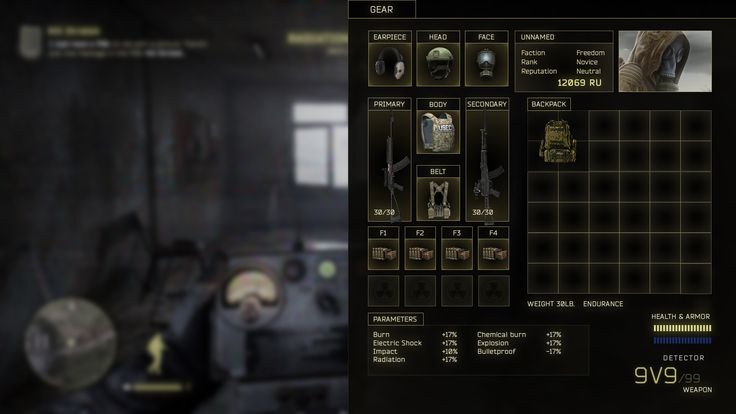 GEAR
EARPIECE
HEAD
FACE
UNNAMED
Faction Freedom
Rank Novice
Reputation Neutral
12069 RU
PRIMARY
BODY
SECONDARY
BACKPACK
USEC
BELT
30/30
30/30
F1
F2
F3
F4
WEIGHT 30LB. ENDURANCE
PARAMETERS
Burn +17%
Electric Shock +17%
Impact +10%
Radiation +17%
Chemical burn +17%
Explosion +17%
Bulletproof -17%
HEALTH & ARMOR
DETECTOR
9V9/99
WEAPON